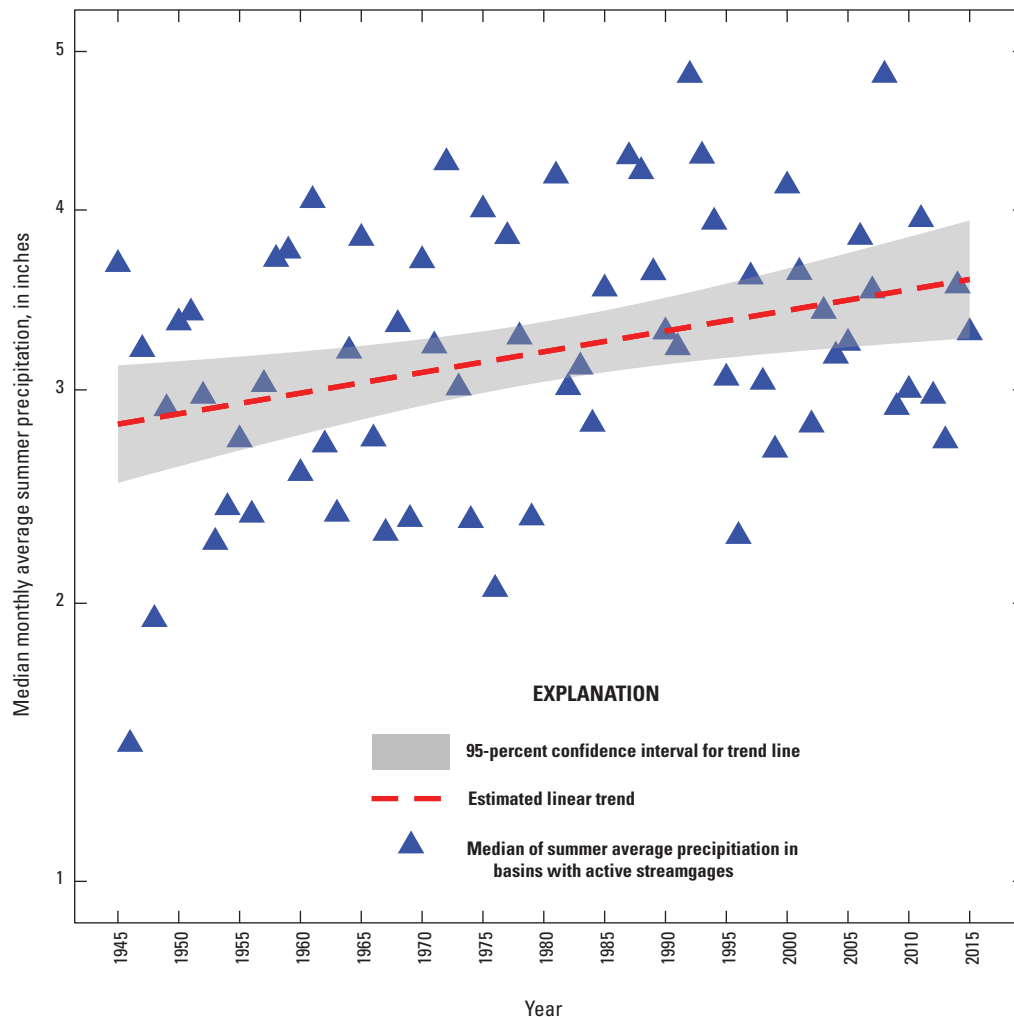 Median monthly average summer precipitation, in inches
5
4
3
2
1
EXPLANATION
95-percent confidence interval for trend line
Estimated linear trend
Median of summer average precipitiation in
basins with active streamgages
1945
1950
1955
1960
1965
1970
1975
1980
1985
1990
1995
2000
2005
2010
2015
Year